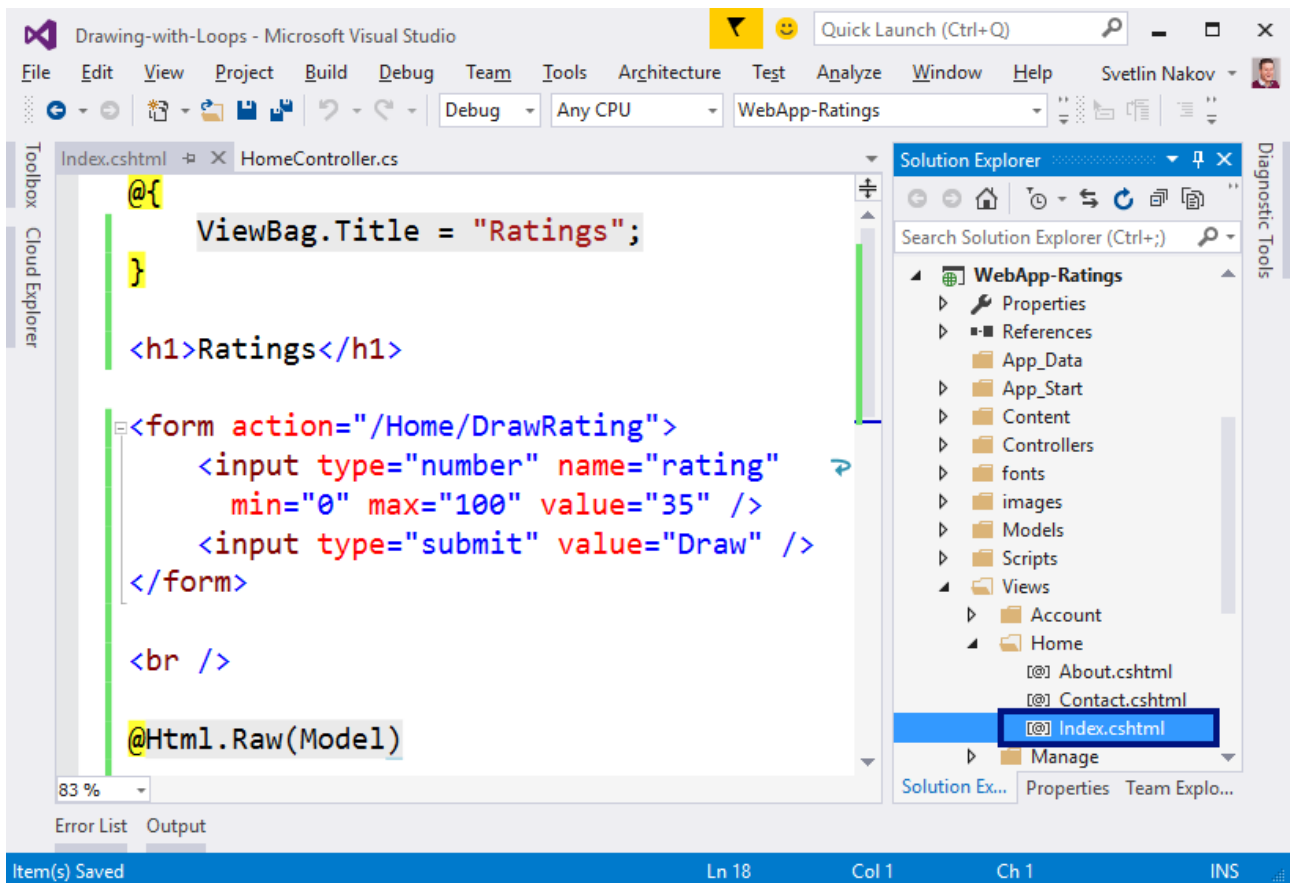 Drawing-with-Loops - Microsoft Visual Studio
Quick Launch (Ctrl+Q)
File Edit View Project Build Debug Team Tools Architecture Test Analyze Window Help Svetlin Nakov
Debug Any CPU WebApp-Ratings
Toolbox
Cloud Explorer
Index.cshtml HomeController.cs
@{
ViewBag.Title = "Ratings";
}
<h1>Ratings</h1>
<form action="/Home/DrawRating">
<input type="number" name="rating"
min="0" max="100" value="35" />
<input type="submit" value="Draw" />
</form>
<br />
@Html.Raw(Model)
83 %
Solution Explorer
Search Solution Explorer (Ctrl+;)
WebApp-Ratings
Properties
References
App_Data
App_Start
Content
Controllers
fonts
images
Models
Scripts
Views
Account
Home
[@] About.cshtml
[@] Contact.cshtml
[@] Index.cshtml
Manage
Solution Ex... Properties Team Explo...
Diagnostic Tools
Error List Output
Item(s) Saved Ln 18 Col 1 Ch 1 INS